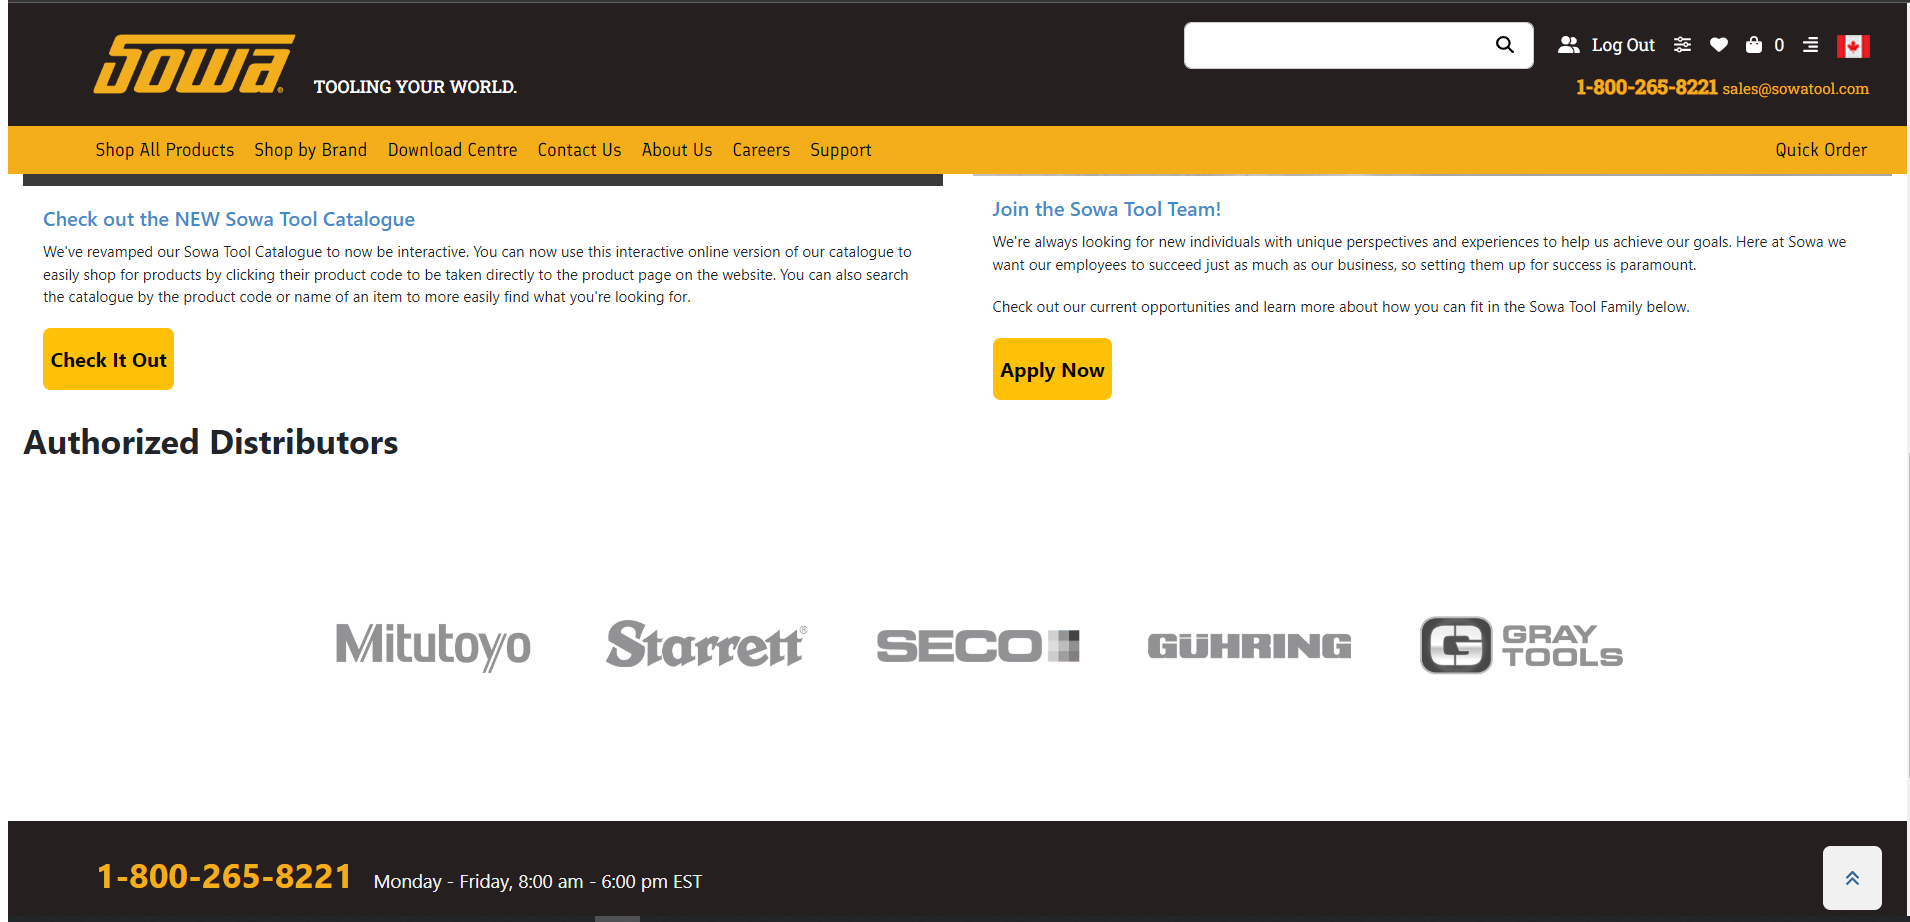 Sowa®
TOOLING YOUR WORLD.
Log Out
0
1-800-265-8221 sales@sowatool.com
Shop All Products Shop by Brand Download Centre Contact Us About Us Careers Support Quick Order
Check out the NEW Sowa Tool Catalogue
We've revamped our Sowa Tool Catalogue to now be interactive. You can now use this interactive online version of our catalogue to
easily shop for products by clicking their product code to be taken directly to the product page on the website. You can also search
the catalogue by the product code or name of an item to more easily find what you're looking for.
Check It Out
Join the Sowa Tool Team!
We're always looking for new individuals with unique perspectives and experiences to help us achieve our goals. Here at Sowa we
want our employees to succeed just as much as our business, so setting them up for success is paramount.
Check out our current opportunities and learn more about how you can fit in the Sowa Tool Family below.
Apply Now
Authorized Distributors
Mitutoyo
Starrett®
SECO
GÜHRING
G
GRAY
TOOLS
1-800-265-8221 Monday - Friday, 8:00 am - 6:00 pm EST